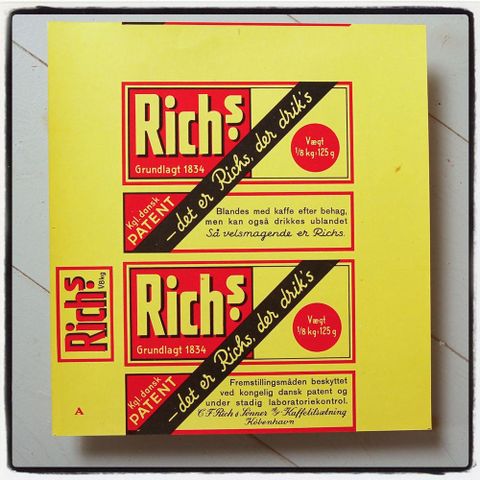 Richs.
Grundlagt 1834
— det er Richs, der drik's
Vægt
1/8 kg·125 g
Kgl. dansk
PATENT
Blandes med kaffe efter behag,
men kan også drikkes ublandet
Så velsmagende er Richs.
Richs.
1/8 kg
Richs.
Grundlagt 1834
— det er Richs, der drik's
Vægt
1/8 kg·125 g
Kgl. dansk
PATENT
Fremstillingsmåden beskyttet
ved kongelig dansk patent og
under stadig laboratoriekontrol.
C.F. Rich & Sønner A/S Kaffetilsætning
København
A